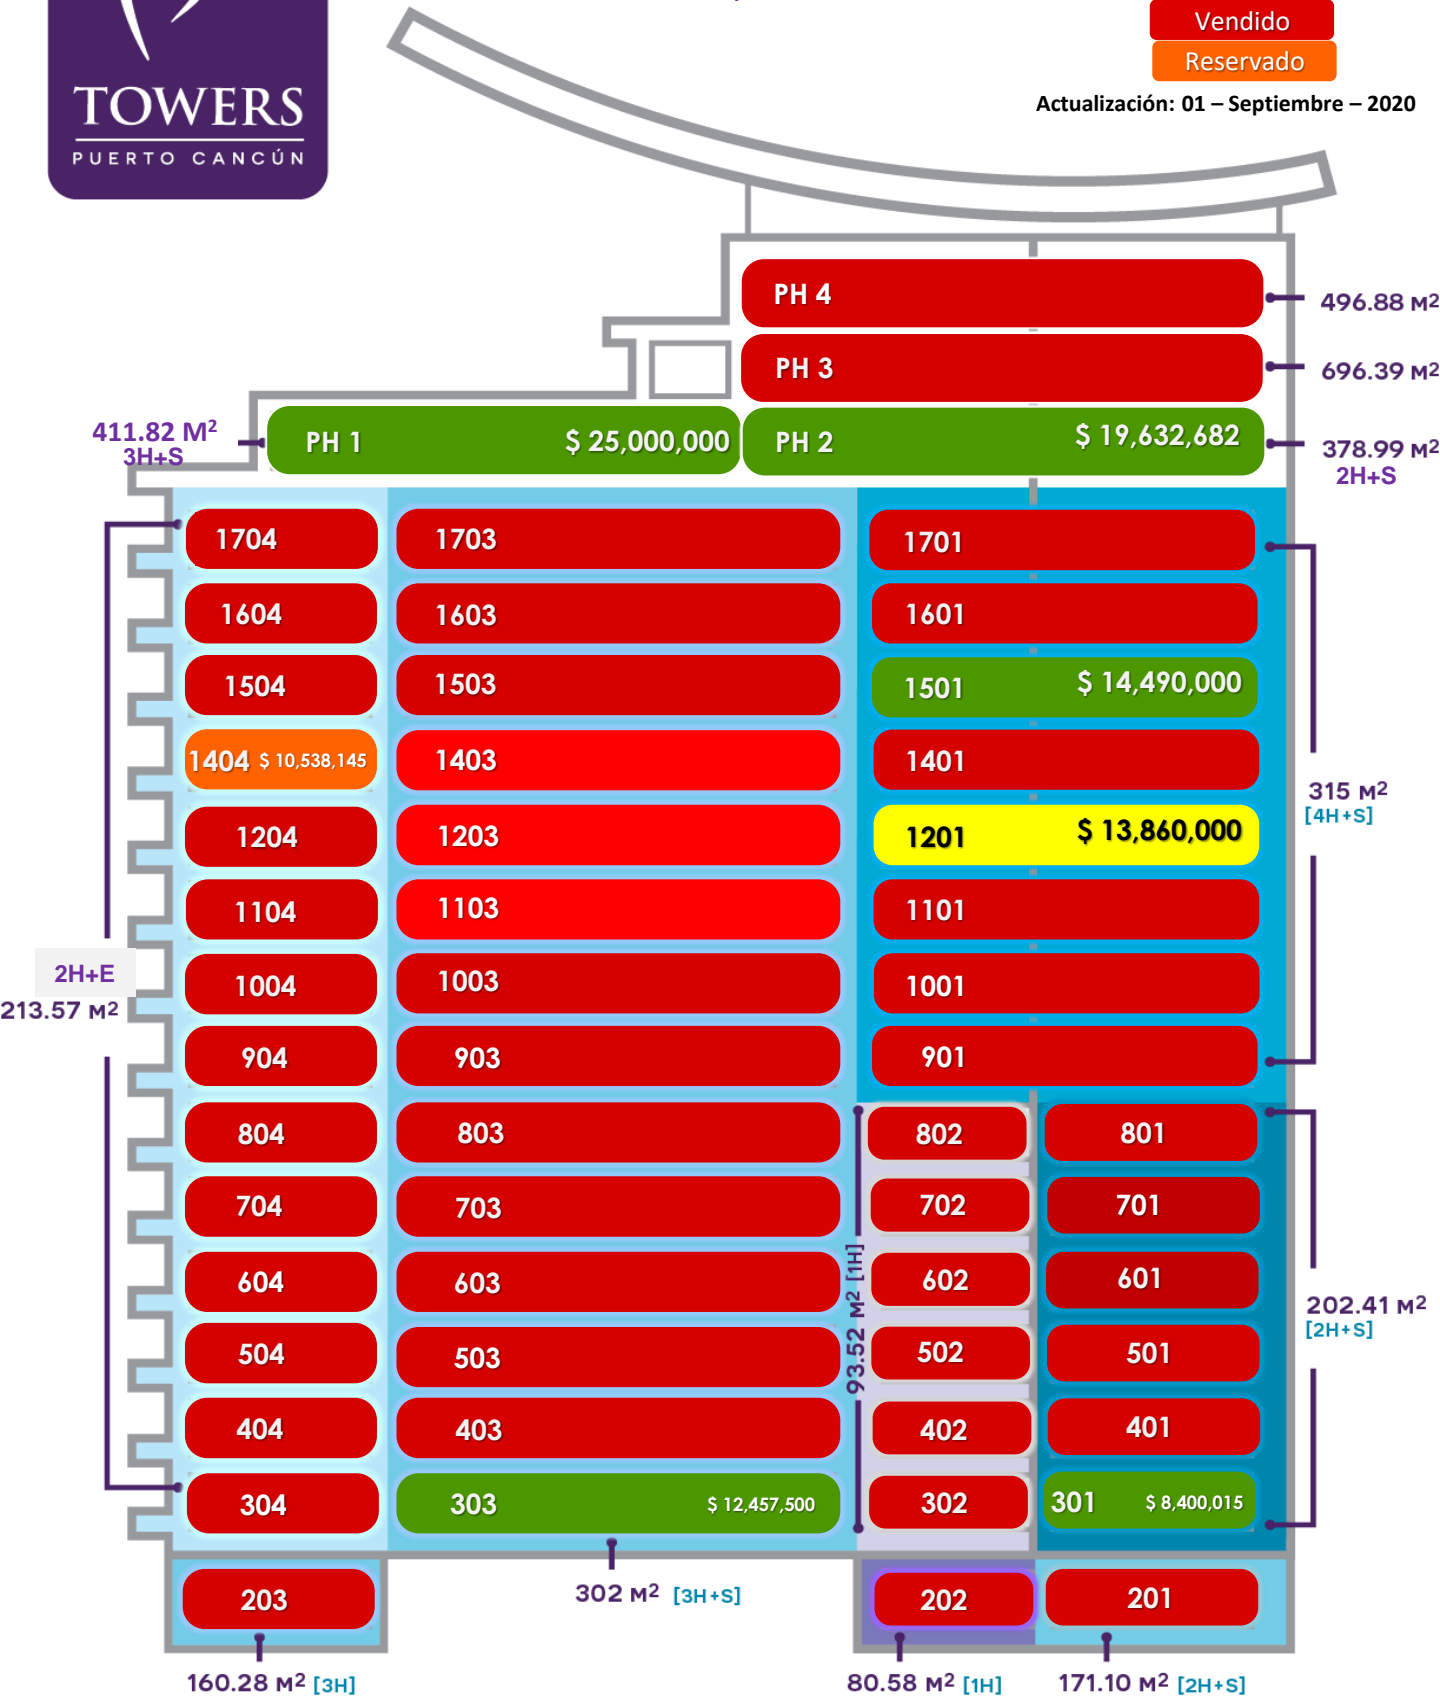 Vendido
Reservado
Actualización: 01 – Septiembre – 2020
TOWERS
PUERTO CANCÚN
PH 4
496.88 M2
PH 3
696.39 M2
411.82 M2
3H+S
PH 1 $ 25,000,000
PH 2 $ 19,632,682
378.99 M2
2H+S
1704 1703 1701
1604 1603 1601
1504 1503 1501 $ 14,490,000
1404 $ 10,538,145 1403 1401
315 M2
[4H+S]
1204 1203 1201 $ 13,860,000
1104 1103 1101
2H+E
213.57 M2
1004 1003 1001
904 903 901
804 803 802 801
704 703 702 701
93.52 M2 [1H]
604 603 602 601
202.41 M2
[2H+S]
504 503 502 501
404 403 402 401
304 303 $ 12,457,500 302 301 $ 8,400,015
302 M2 [3H+S]
203 202 201
160.28 M2 [3H]
80.58 M2 [1H]
171.10 M2 [2H+S]